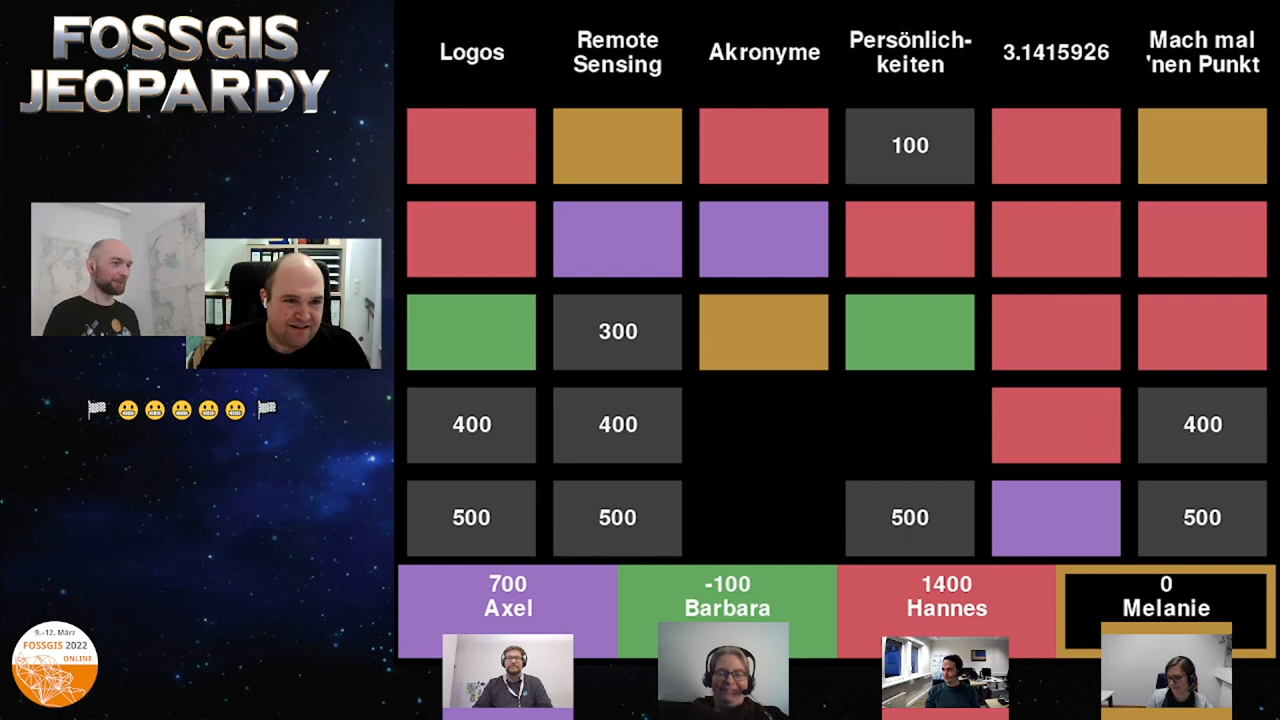 FOSSGIS
JEOPARDY
Logos
Remote
Sensing
Akronyme
Persönlich-
keiten
3.1415926
Mach mal
'nen Punkt
100
300
400
400
400
500
500
500
500
700
Axel
-100
Barbara
1400
Hannes
0
Melanie
9.–12. März
FOSSGIS 2022
ONLINE